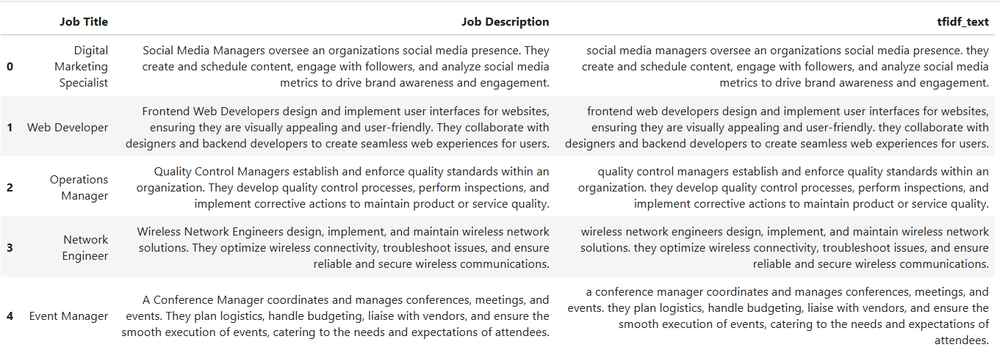 Job Title Job Description tfidf_text
0 Digital Marketing Specialist Social Media Managers oversee an organizations social media presence. They social media managers oversee an organizations social media presence. they
create and schedule content, engage with followers, and analyze social media create and schedule content, engage with followers, and analyze social media
metrics to drive brand awareness and engagement. metrics to drive brand awareness and engagement.
1 Web Developer Frontend Web Developers design and implement user interfaces for websites, frontend web developers design and implement user interfaces for websites,
ensuring they are visually appealing and user-friendly. They collaborate with ensuring they are visually appealing and user-friendly. they collaborate with
designers and backend developers to create seamless web experiences for users. designers and backend developers to create seamless web experiences for users.
2 Operations Manager Quality Control Managers establish and enforce quality standards within an quality control managers establish and enforce quality standards within an
organization. They develop quality control processes, perform inspections, and organization. they develop quality control processes, perform inspections, and
implement corrective actions to maintain product or service quality. implement corrective actions to maintain product or service quality.
3 Network Engineer Wireless Network Engineers design, implement, and maintain wireless network wireless network engineers design, implement, and maintain wireless network
solutions. They optimize wireless connectivity, troubleshoot issues, and ensure solutions. they optimize wireless connectivity, troubleshoot issues, and ensure
reliable and secure wireless communications. reliable and secure wireless communications.
4 Event Manager A Conference Manager coordinates and manages conferences, meetings, and a conference manager coordinates and manages conferences, meetings, and
events. They plan logistics, handle budgeting, liaise with vendors, and ensure the events. they plan logistics, handle budgeting, liaise with vendors, and ensure the
smooth execution of events, catering to the needs and expectations of attendees. smooth execution of events, catering to the needs and expectations of
attendees.